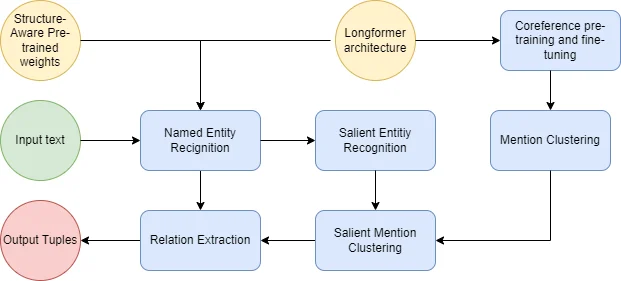 Structure-
Aware Pre-
trained
weights
Longformer
architecture
Coreference pre-
training and fine-
tuning
Input text
Named Entity
Recignition
Salient Entitiy
Recognition
Mention Clustering
Output Tuples
Relation Extraction
Salient Mention
Clustering